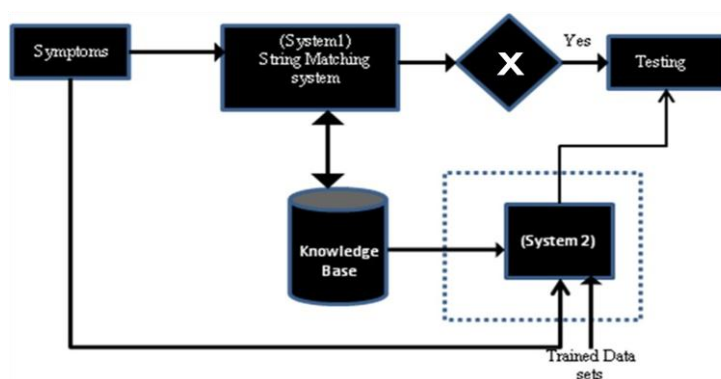 Symptoms
(System1)
String Matching
system
X
Yes
Testing
Knowledge
Base
(System 2)
Trained Data
sets